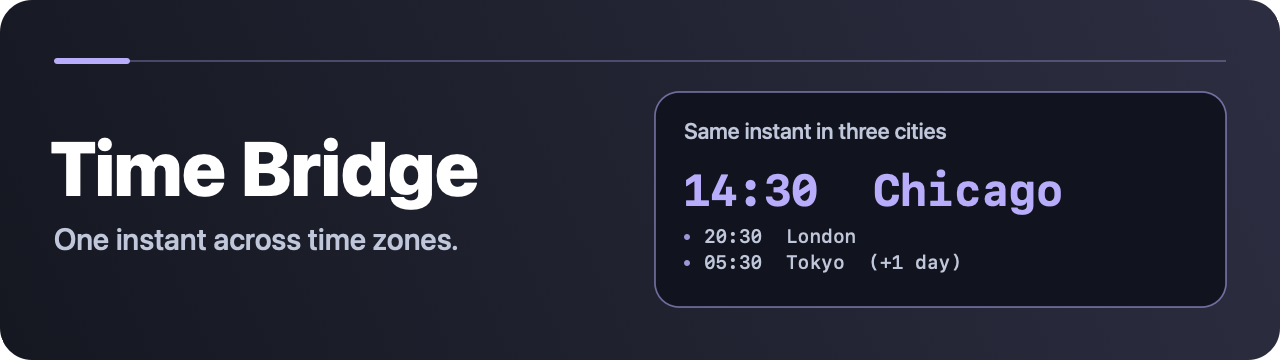 Time Bridge
One instant across time zones.
Same instant in three cities
14:30 Chicago
• 20:30 London
• 05:30 Tokyo (+1 day)